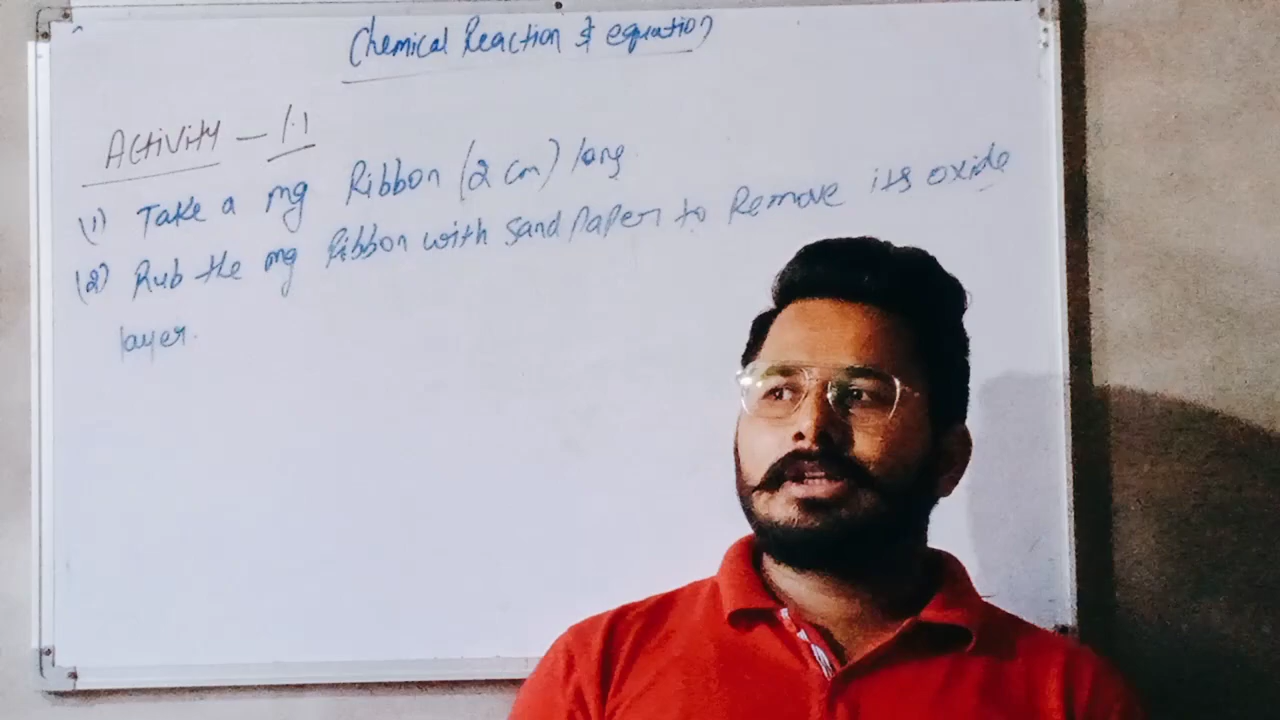 Chemical Reaction & equation
Activity - 1.1
(1) Take a mg Ribbon (2 cm) long
(2) Rub the mg Ribbon with sand paper to Remove its oxide
layer.